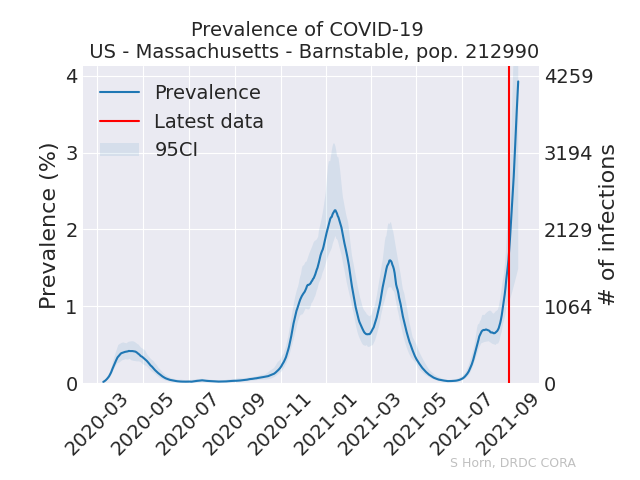 Prevalence of COVID-19
US - Massachusetts - Barnstable, pop. 212990
Prevalence
Latest data
95CI
Prevalence (%)
4
3
2
1
0
4259
3194
2129
1064
0
# of infections
2020-03
2020-05
2020-07
2020-09
2020-11
2021-01
2021-03
2021-05
2021-07
2021-09
S Horn, DRDC CORA